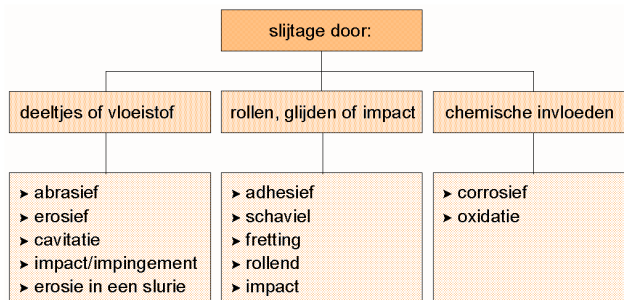 slijtage door:
deeltjes of vloeistof
rollen, glijden of impact
chemische invloeden
➤ abrasief
➤ erosief
➤ cavitatie
➤ impact/impingement
➤ erosie in een slurie
➤ adhesief
➤ schaviel
➤ fretting
➤ rollend
➤ impact
➤ corrosief
➤ oxidatie